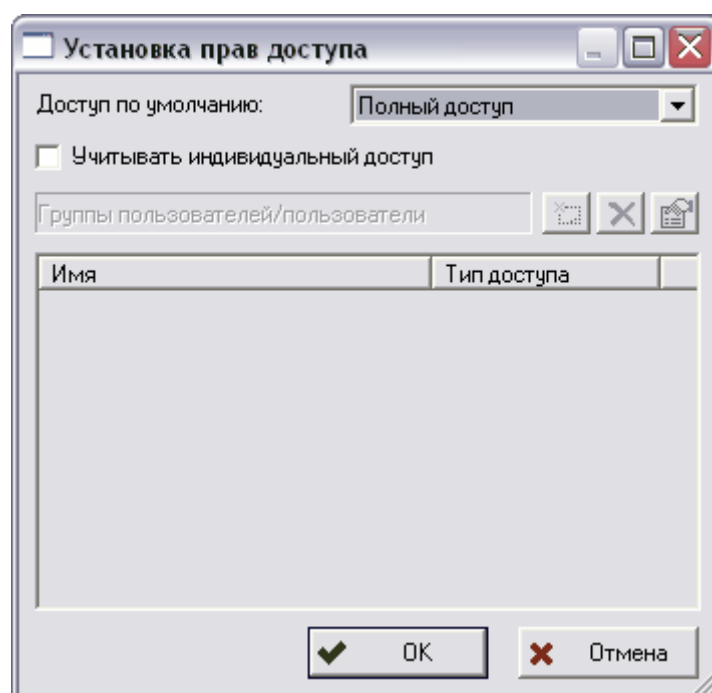 Установка прав доступа
Доступ по умолчанию: Полный доступ
Учитывать индивидуальный доступ
Группы пользователей/пользователи
Имя Тип доступа
OK Отмена